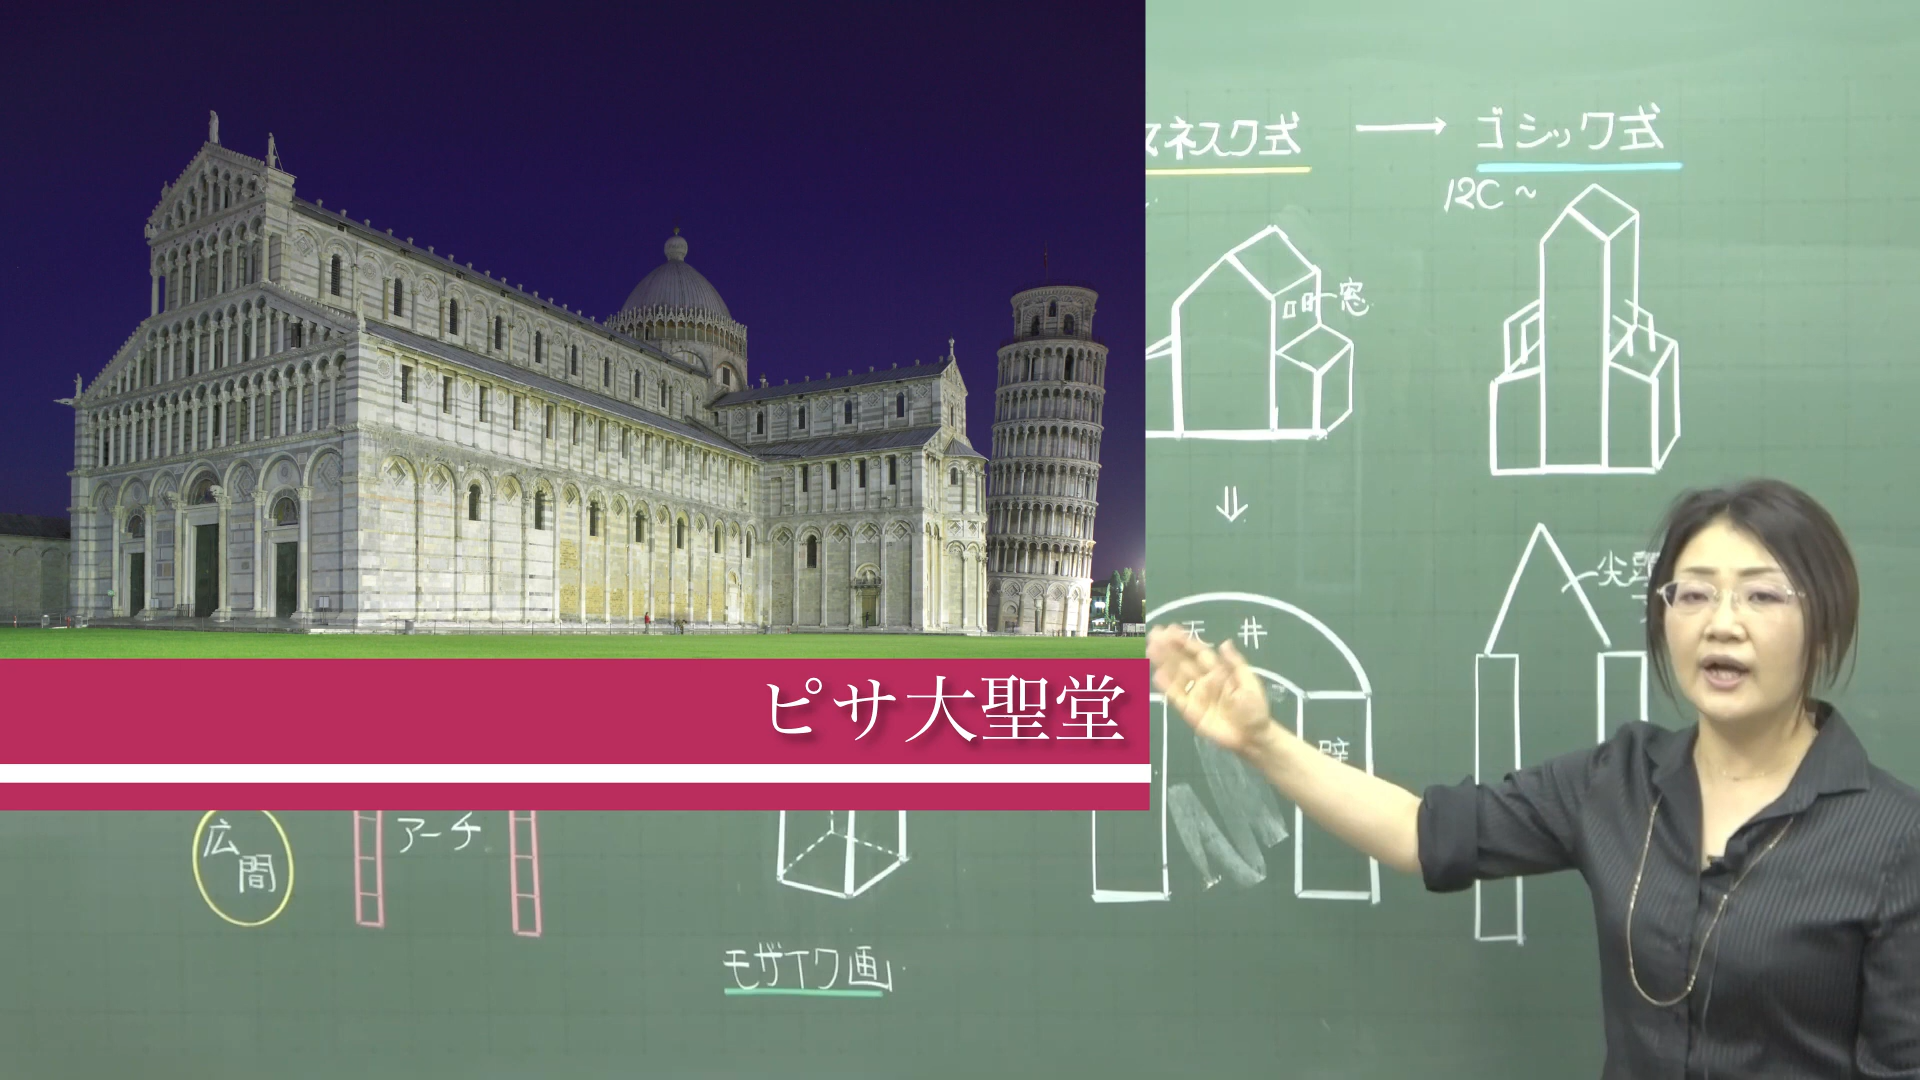 ピサ大聖堂
マネスク式
ゴシック式
12C ~
窓
尖
天井
壁
広間
アーチ
モザイク画